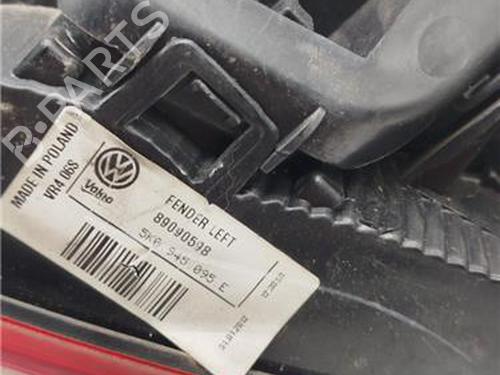 B-PARTS
MADE IN POLAND
VR4 06S
Valeo
FENDER LEFT
89090598
5K0 945 095 E